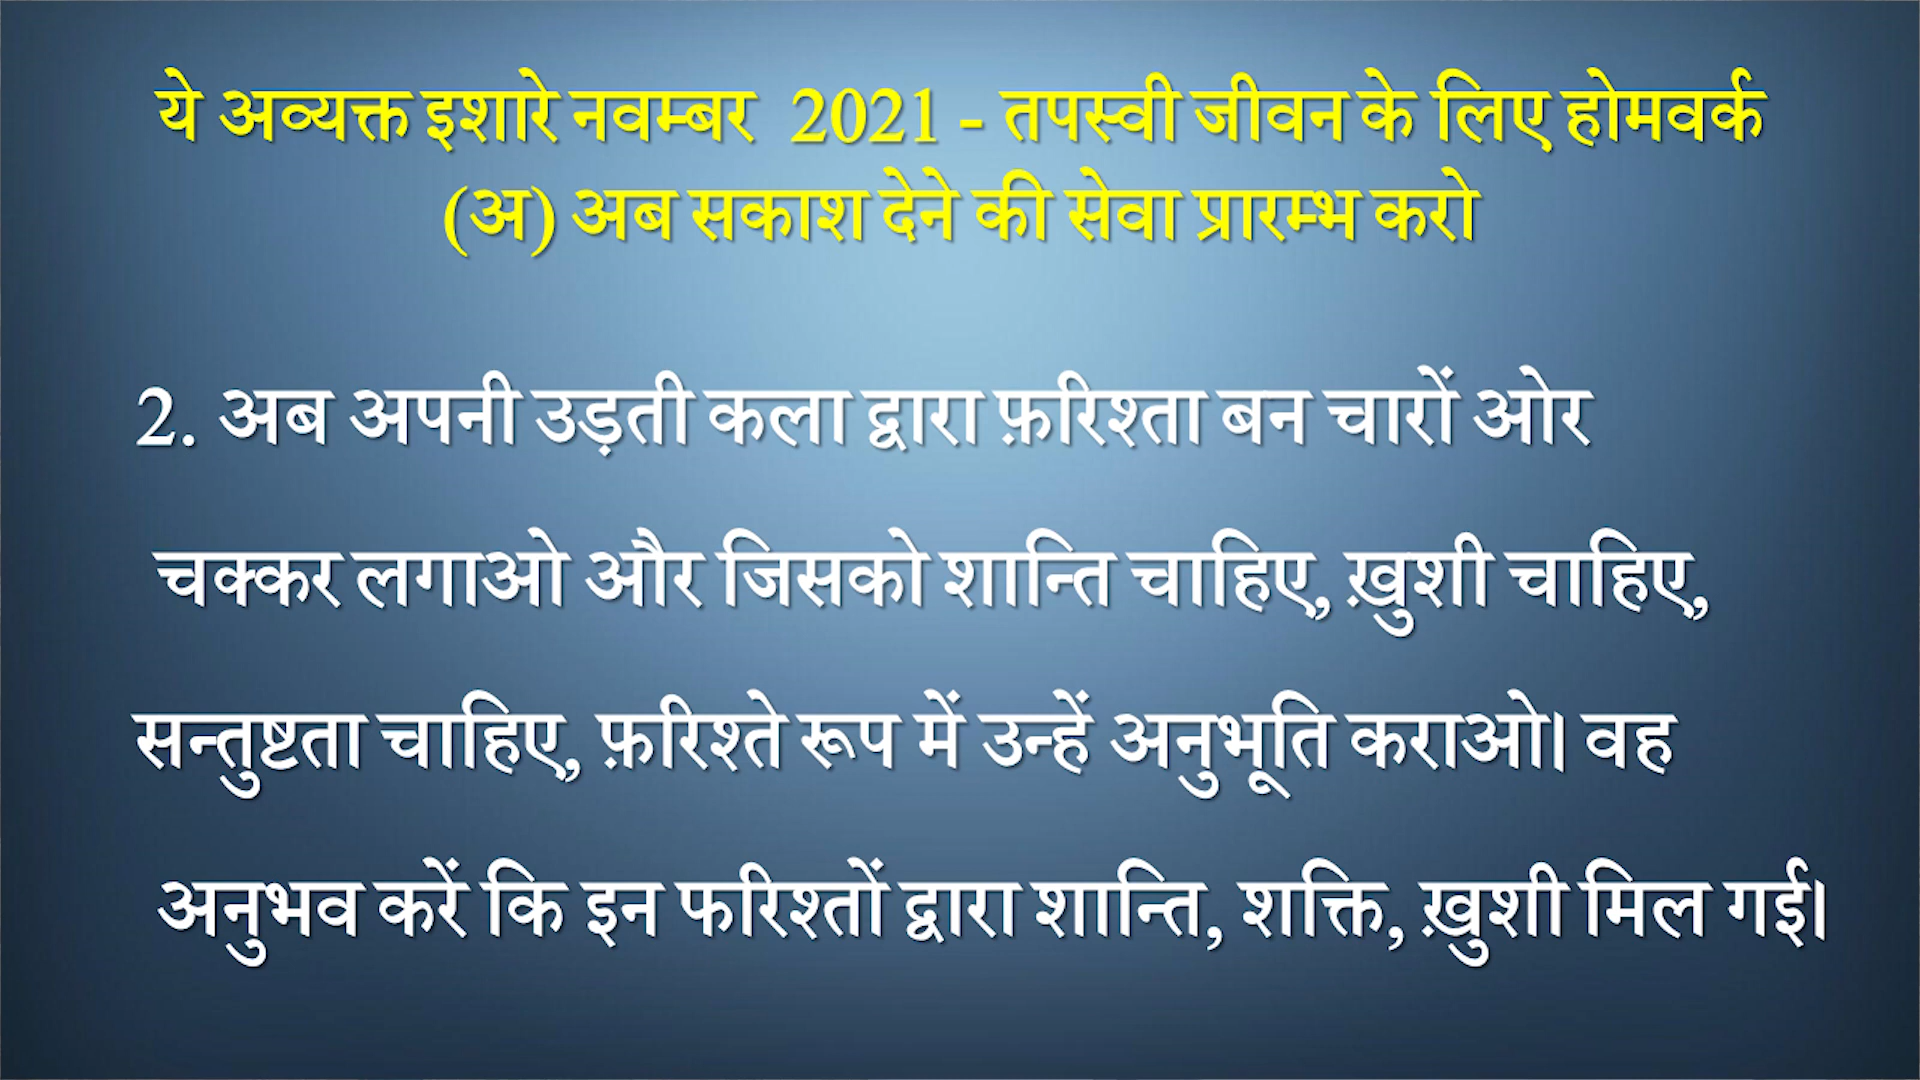 ये अव्यक्त इशारे नवम्बर 2021 - तपस्वी जीवन के लिए होमवर्क
(अ) अब सकाश देने की सेवा प्रारम्भ करो
2. अब अपनी उड़ती कला द्वारा फ़रिश्ता बन चारों ओर
चक्कर लगाओ और जिसको शान्ति चाहिए, ख़ुशी चाहिए,
सन्तुष्टता चाहिए, फ़रिश्ते रूप में उन्हें अनुभूति कराओ। वह
अनुभव करें कि इन फरिश्तों द्वारा शान्ति, शक्ति, ख़ुशी मिल गई।